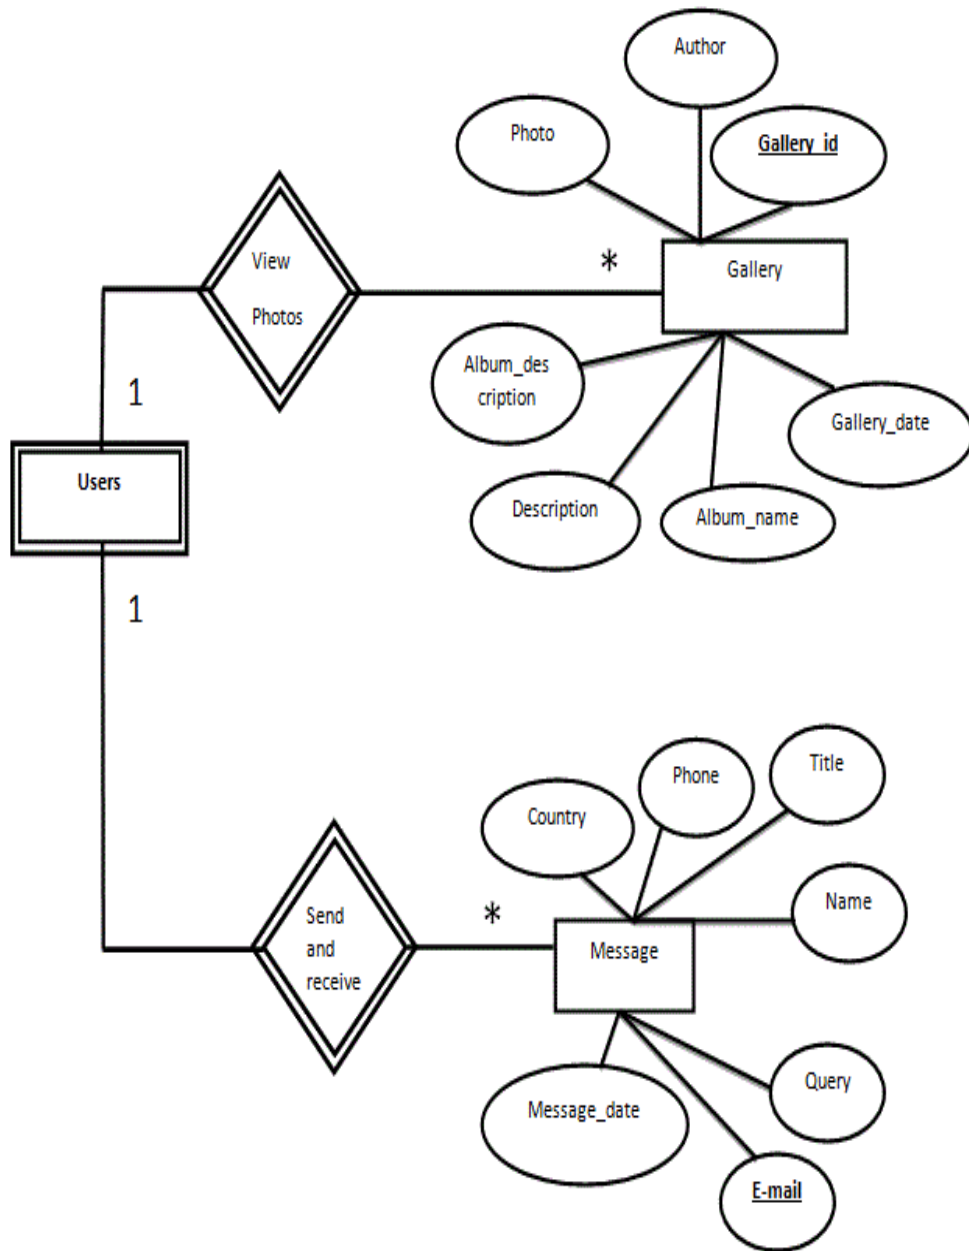 Author
Photo
Gallery_id
View
Photos
*
Gallery
Album_des
cription
Gallery_date
1
Users
Description
Album_name
1
Phone
Title
Country
Name
Send
and
receive
*
Message
Query
Message_date
E-mail